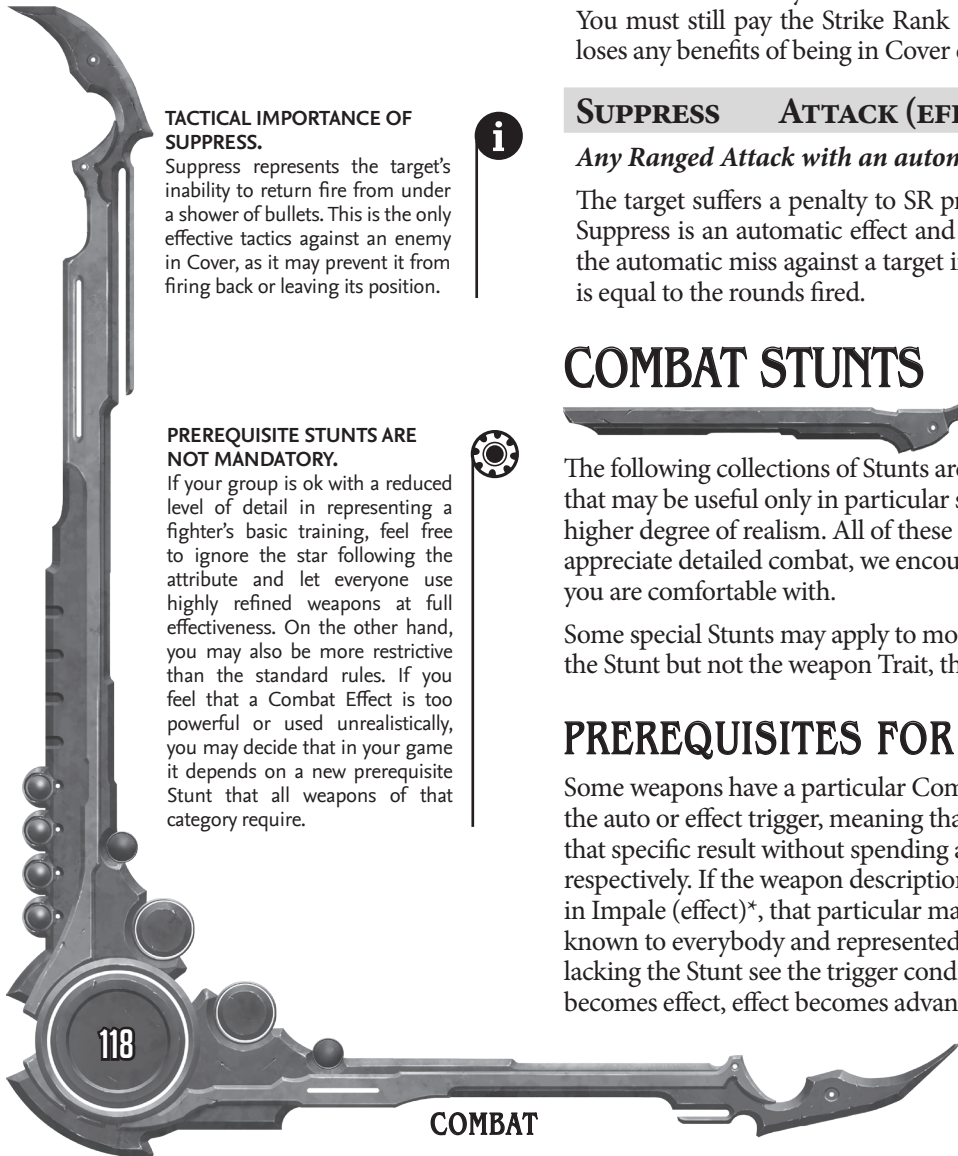 TACTICAL IMPORTANCE OF
SUPPRESS.
Suppress represents the target's
inability to return fire from under
a shower of bullets. This is the only
effective tactics against an enemy
in Cover, as it may prevent it from
firing back or leaving its position.
PREREQUISITE STUNTS ARE
NOT MANDATORY.
If your group is ok with a reduced
level of detail in representing a
fighter's basic training, feel free
to ignore the star following the
attribute and let everyone use
highly refined weapons at full
effectiveness. On the other hand,
you may also be more restrictive
than the standard rules. If you
feel that a Combat Effect is too
powerful or used unrealistically,
you may decide that in your game
it depends on a new prerequisite
Stunt that all weapons of that
category require.
You must still pay the Strike Rank
loses any benefits of being in Cover
SUPPRESS ATTACK (EFF
Any Ranged Attack with an autom
The target suffers a penalty to SR pr
Suppress is an automatic effect and
the automatic miss against a target i
is equal to the rounds fired.
COMBAT STUNTS
The following collections of Stunts are
that may be useful only in particular s
higher degree of realism. All of these
appreciate detailed combat, we encou
you are comfortable with.
Some special Stunts may apply to mo
the Stunt but not the weapon Trait, th
PREREQUISITES FOR
Some weapons have a particular Com
the auto or effect trigger, meaning tha
that specific result without spending a
respectively. If the weapon description
in Impale (effect)*, that particular ma
known to everybody and represented
lacking the Stunt see the trigger condi
becomes effect, effect becomes advan
118
COMBAT